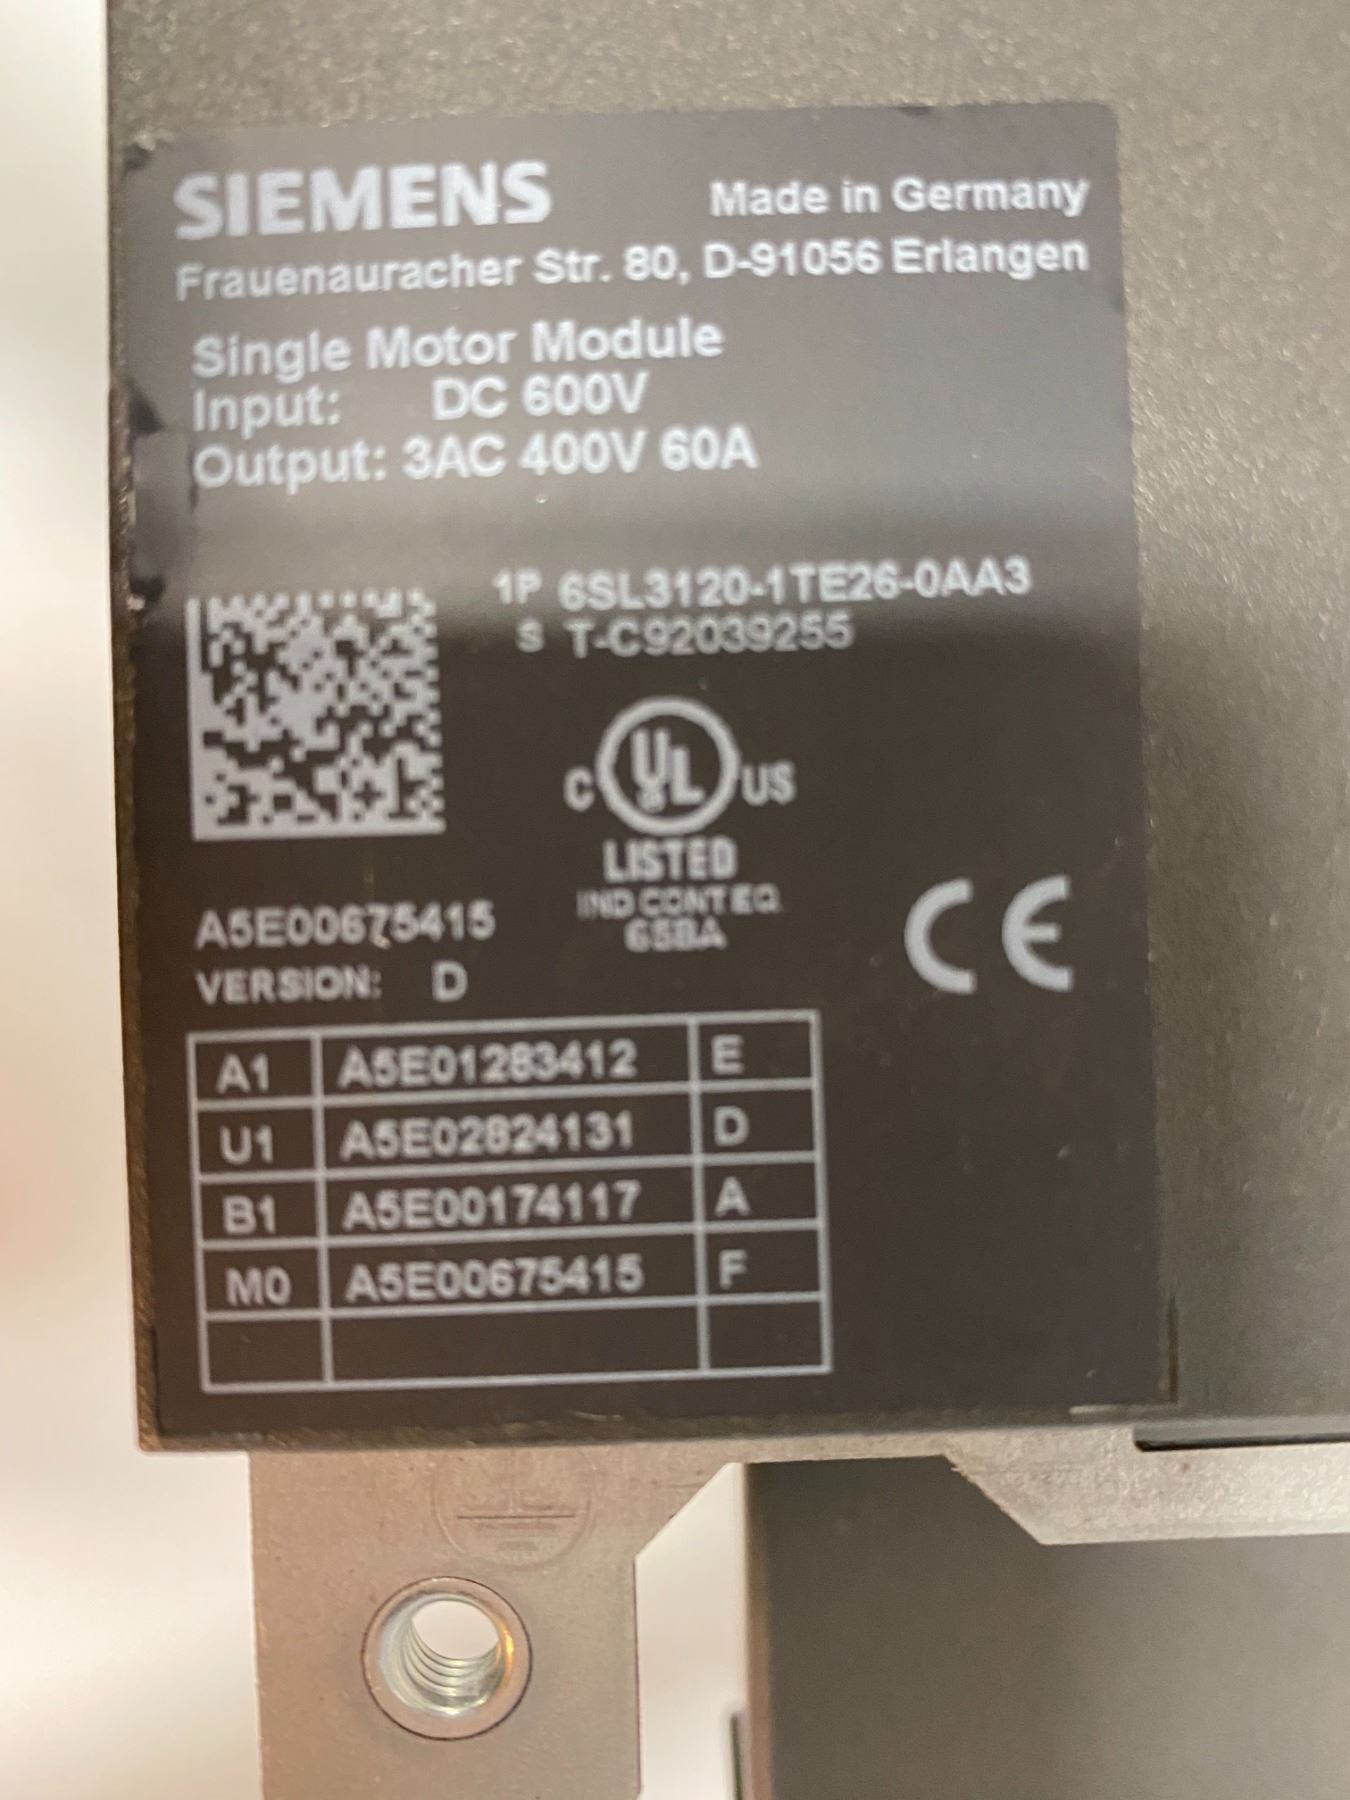 SIEMENS Made in Germany
Frauenauracher Str. 80, D-91056 Erlangen
Single Motor Module
Input: DC 600V
Output: 3AC 400V 60A
1P 6SL3120-1TE26-0AA3
S T-C92039255
C UL US
LISTED
IND CONT EQ
658A
A5E00675415
VERSION: D
CE
A1 A5E01283412 E
U1 A5E02824131 D
B1 A5E00174117 A
M0 A5E00675415 F